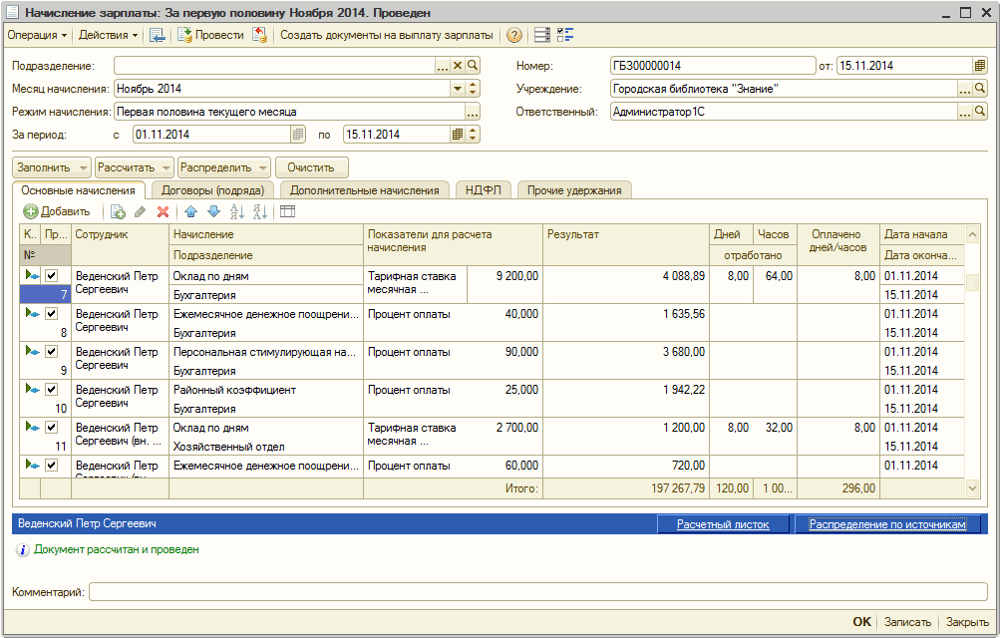 Начисление зарплаты: За первую половину Ноября 2014. Проведен
Операция Действия Провести Создать документы на выплату зарплаты
Подразделение: Номер: ГБЗ00000014 от: 15.11.2014
Месяц начисления: Ноябрь 2014 Учреждение: Городская библиотека "Знание"
Режим начисления: Первая половина текущего месяца Ответственный: Администратор1С
За период: с 01.11.2014 по 15.11.2014
Заполнить Рассчитать Распределить Очистить
Основные начисления Договоры (подряда) Дополнительные начисления НДФЛ Прочие удержания
Добавить
К.. Пр... Сотрудник Начисление Показатели для расчета начисления Результат Дней Часов Оплачено дней/часов Дата начала
№ Подразделение отработано Дата оконча...
Веденский Петр Оклад по дням Тарифная ставка 9 200,00 4 088,89 8,00 64,00 8,00 01.11.2014
7 Сергеевич Бухгалтерия месячная ... 15.11.2014
Веденский Петр Ежемесячное денежное поощрени... Процент оплаты 40,000 1 635,56 01.11.2014
8 Сергеевич Бухгалтерия 15.11.2014
Веденский Петр Персональная стимулирующая на... Процент оплаты 90,000 3 680,00 01.11.2014
9 Сергеевич Бухгалтерия 15.11.2014
Веденский Петр Районный коэффициент Процент оплаты 25,000 1 942,22 01.11.2014
10 Сергеевич Бухгалтерия 15.11.2014
Веденский Петр Оклад по дням Тарифная ставка 2 700,00 1 200,00 8,00 32,00 8,00 01.11.2014
11 Сергеевич (вн. ... Хозяйственный отдел месячная ... 15.11.2014
Веденский Петр Ежемесячное денежное поощрени... Процент оплаты 60,000 720,00 01.11.2014
Итого: 197 267,79 120,00 1 00... 296,00
Веденский Петр Сергеевич Расчетный листок Распределение по источникам
Документ рассчитан и проведен
Комментарий:
OK Записать Закрыть